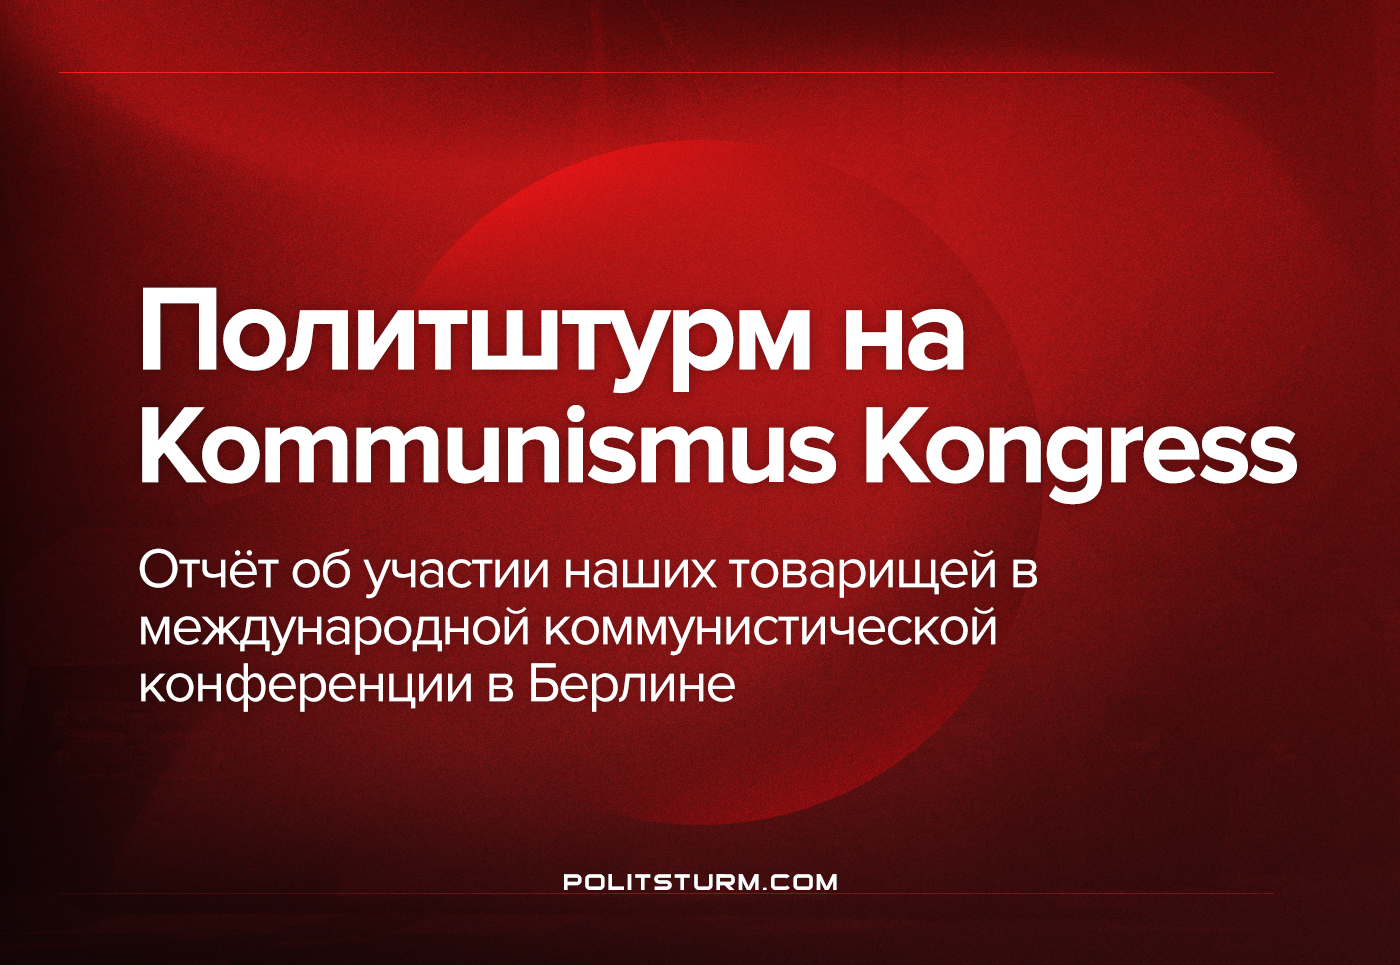 Политштурм на
Kommunismus Kongress
Отчёт об участии наших товарищей в
международной коммунистической
конференции в Берлине
POLITSTURM.COM